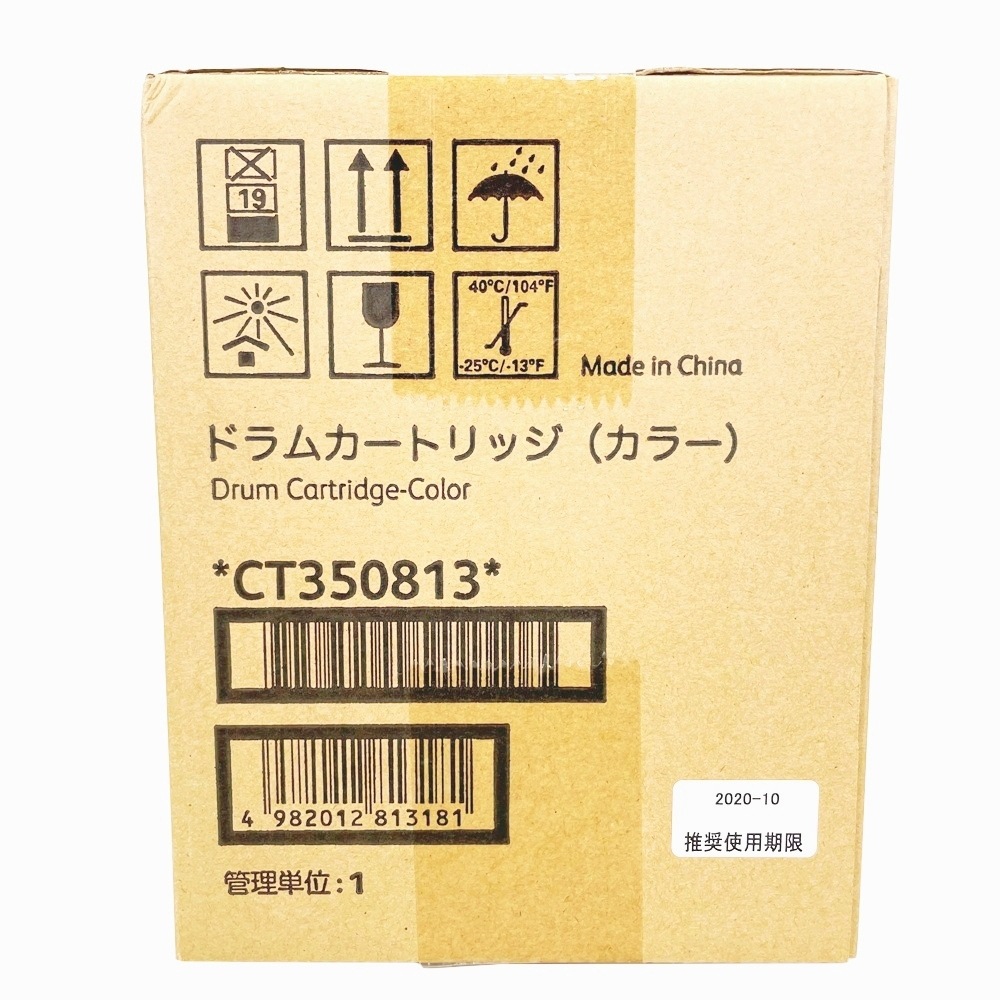 19
40°C/104°F
-25°C/-13°F
Made in China
ドラムカートリッジ（カラー）
Drum Cartridge-Color
*CT350813*
4 982012 813181
2020-10
推奨使用期限
管理単位:1